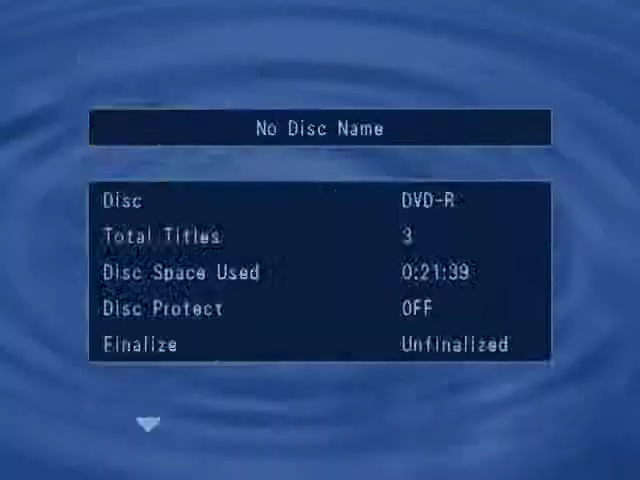 No Disc Name
Disc DVD-R
Total Titles 3
Disc Space Used 0:21:39
Disc Protect OFF
Finalize Unfinalized